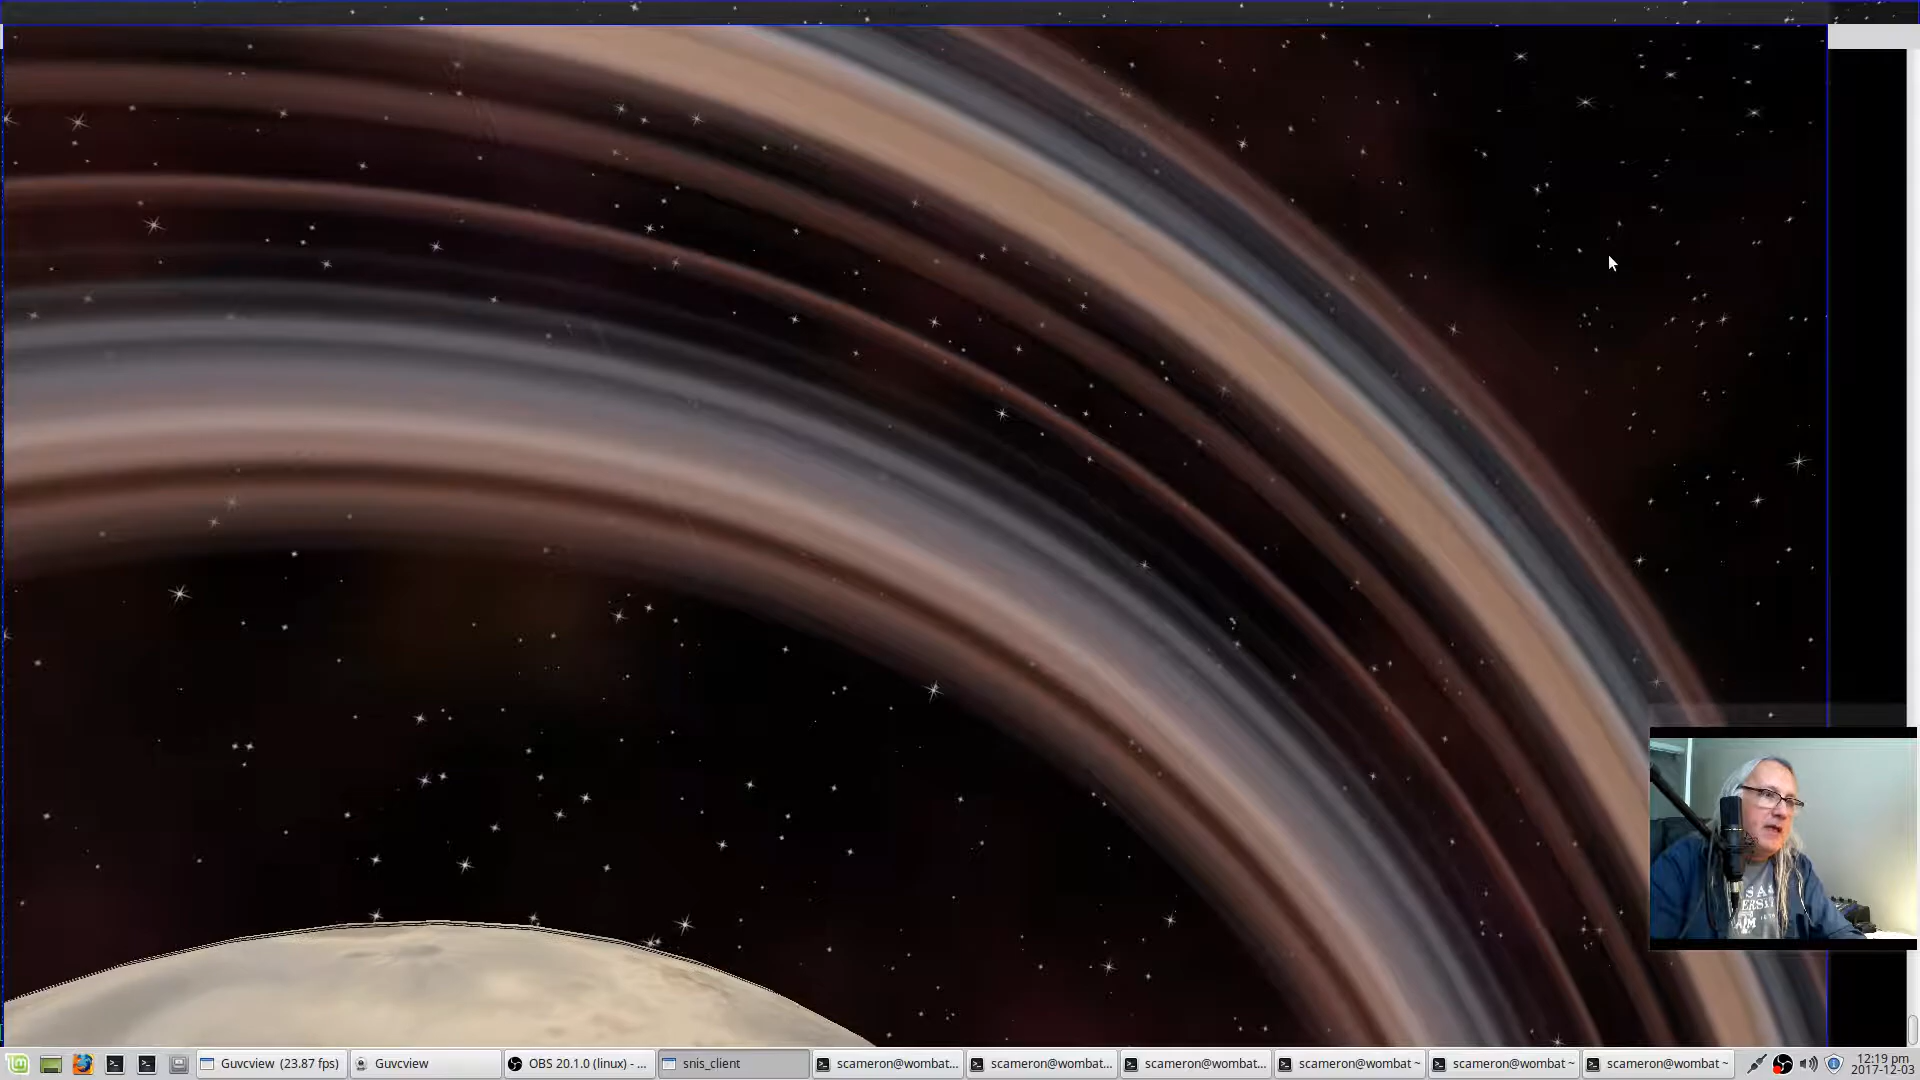 Guvcview (23.87 fps)
Guvcview
OBS 20.1.0 (linux) - ...
snis_client
scameron@wombat...
scameron@wombat...
scameron@wombat...
scameron@wombat ~
scameron@wombat ~
scameron@wombat ~
12:19 pm
2017-12-03